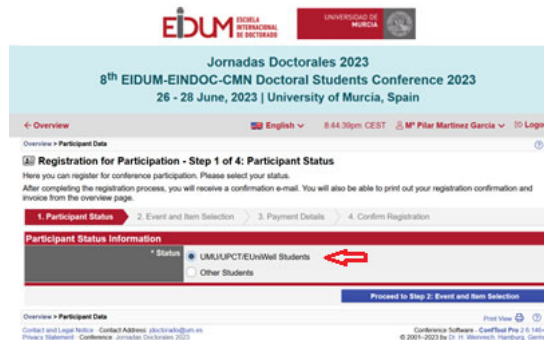 EIDUM ESCUELA
INTERNACIONAL
DE DOCTORADO
UNIVERSIDAD DE
MURCIA
Jornadas Doctorales 2023
8th EIDUM-EINDOC-CMN Doctoral Students Conference 2023
26 - 28 June, 2023 | University of Murcia, Spain
← Overview English 8:44:39pm CEST Mª Pilar Martinez Garcia Logo
Overview > Participant Data
Registration for Participation - Step 1 of 4: Participant Status
Here you can register for conference participation. Please select your status.
After completing the registration process, you will receive a confirmation e-mail. You will also be able to print out your registration confirmation and
invoice from the overview page.
1. Participant Status 2. Event and Item Selection 3. Payment Details 4. Confirm Registration
Participant Status Information
* Status UMU/UPCT/EUniWell Students
Other Students
Proceed to Step 2: Event and Item Selection
Overview > Participant Data Print View
Contact and Legal Notice · Contact Address: jdoctorado@um.es Conference Software - ConfTool Pro 2.6.146
Privacy Statement · Conference: Jornadas Doctorales 2023 © 2001–2023 by Dr. H. Weinreich, Hamburg, Germ